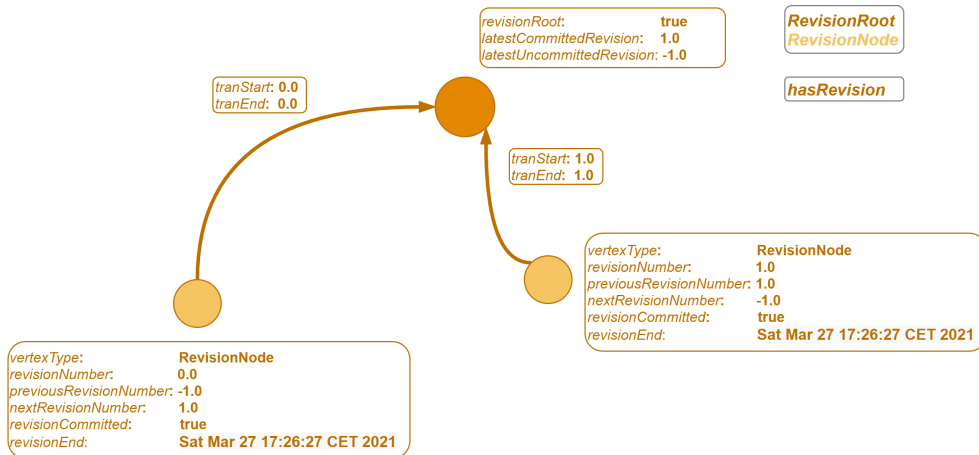 revisionRoot: true
latestCommittedRevision: 1.0
latestUncommittedRevision: -1.0
RevisionRoot
RevisionNode
hasRevision
tranStart: 0.0
tranEnd: 0.0
tranStart: 1.0
tranEnd: 1.0
vertexType: RevisionNode
revisionNumber: 1.0
previousRevisionNumber: 1.0
nextRevisionNumber: -1.0
revisionCommitted: true
revisionEnd: Sat Mar 27 17:26:27 CET 2021
vertexType: RevisionNode
revisionNumber: 0.0
previousRevisionNumber: -1.0
nextRevisionNumber: 1.0
revisionCommitted: true
revisionEnd: Sat Mar 27 17:26:27 CET 2021